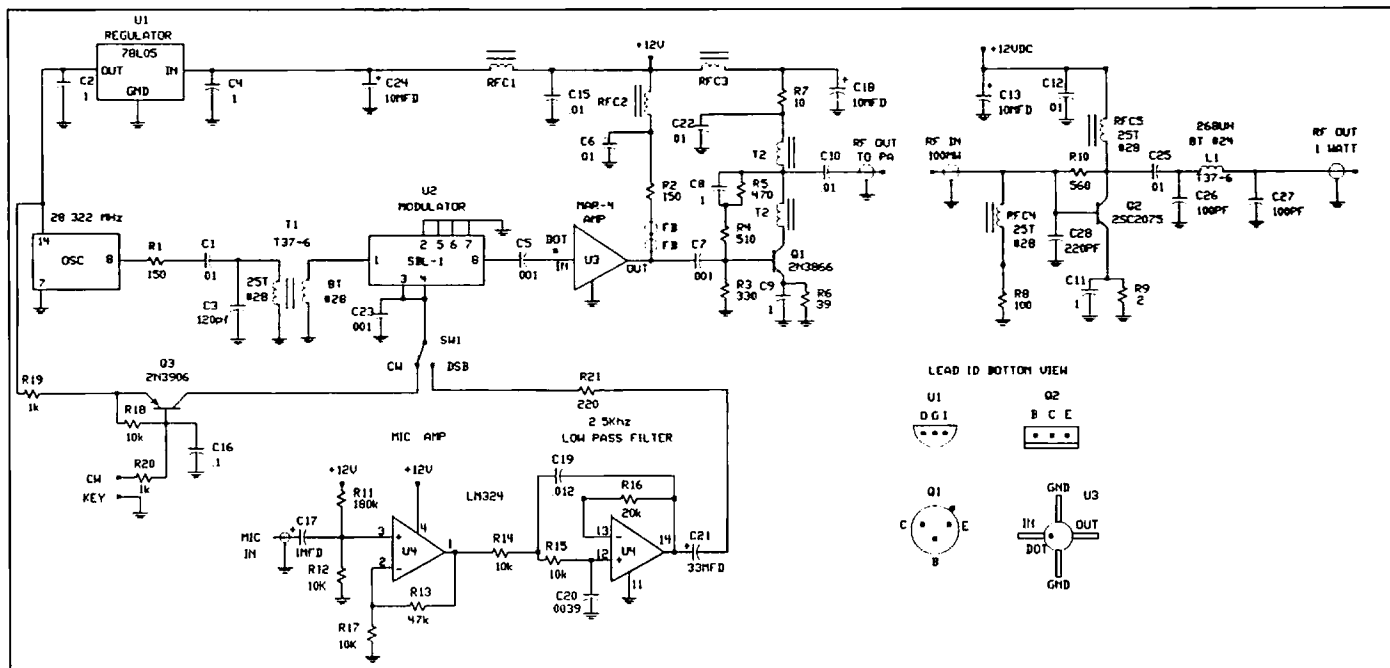 U1
REGULATOR
78L05
OUT
IN
GND
C2
1
C4
1
C24
10MFD
RFC1
C15
.01
+12V
RFC2
RFC3
R7
10
C18
10MFD
C6
01
C22
01
R2
150
FB
FB
T2
T2
C8
1
R5
470
R4
510
C10
01
RF OUT
TO PA
28 322 MHz
14
OSC
8
7
R1
150
C1
01
C3
120pf
T1
T37-6
25T
#28
8T
#28
U2
MODULATOR
2 5 6 7
SBL-1
1
8
3 4
C23
001
C5
001
MAR-4
AMP
DOT
IN
U3
OUT
C7
001
R3
330
Q1
2N3866
C9
1
R6
39
SW1
CW
DSB
R19
1k
Q3
2N3906
R18
10k
R20
1k
C16
.1
CW
KEY
R21
220
MIC AMP
2 5Khz
LOW PASS FILTER
+12V
+12V
R11
180k
LM324
MIC
IN
C17
1MFD
R12
10K
3
+
2
-
4
U4
1
R13
47k
R17
10K
R14
10k
R15
10k
C19
.012
C20
0039
R16
20k
13
-
12
+
U4
14
11
C21
33MFD
+12VDC
C13
10MFD
C12
01
RFC5
25T
#28
RF IN
100MW
RFC4
25T
#28
R8
100
R10
560
C28
220PF
C11
1
R9
2
Q2
2SC2075
C25
01
268UH
8T #24
L1
T37-6
C26
100PF
C27
100PF
RF OUT
1 WATT
LEAD ID BOTTOM VIEW
U1
O G I
Q2
B C E
Q1
C
E
B
U3
GND
IN
OUT
DOT
GND